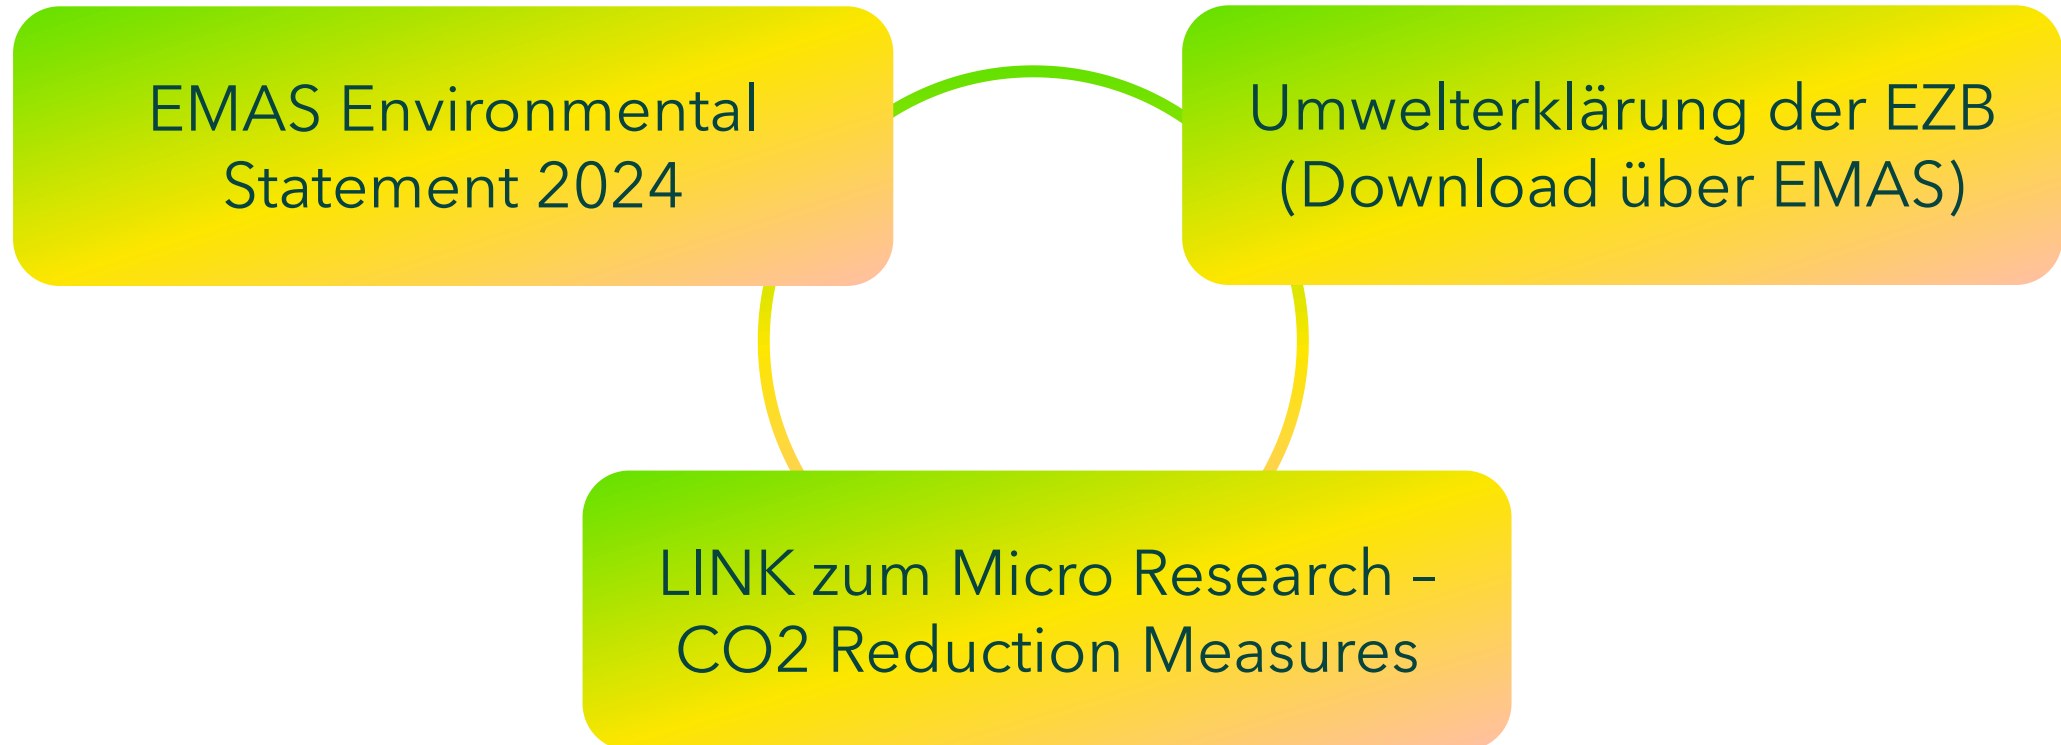 EMAS Environmental
Statement 2024
Umwelterklärung der EZB
(Download über EMAS)
LINK zum Micro Research –
CO2 Reduction Measures